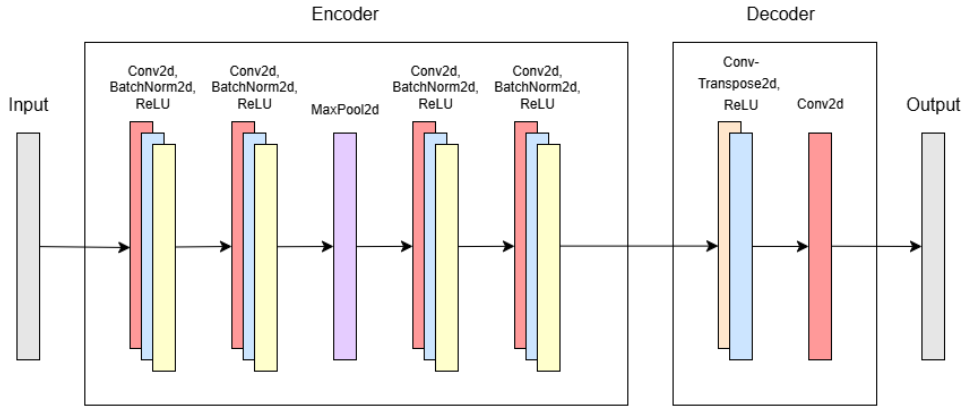 Encoder
Decoder
Input
Conv2d,
BatchNorm2d,
ReLU
Conv2d,
BatchNorm2d,
ReLU
MaxPool2d
Conv2d,
BatchNorm2d,
ReLU
Conv2d,
BatchNorm2d,
ReLU
Conv-
Transpose2d,
ReLU
Conv2d
Output